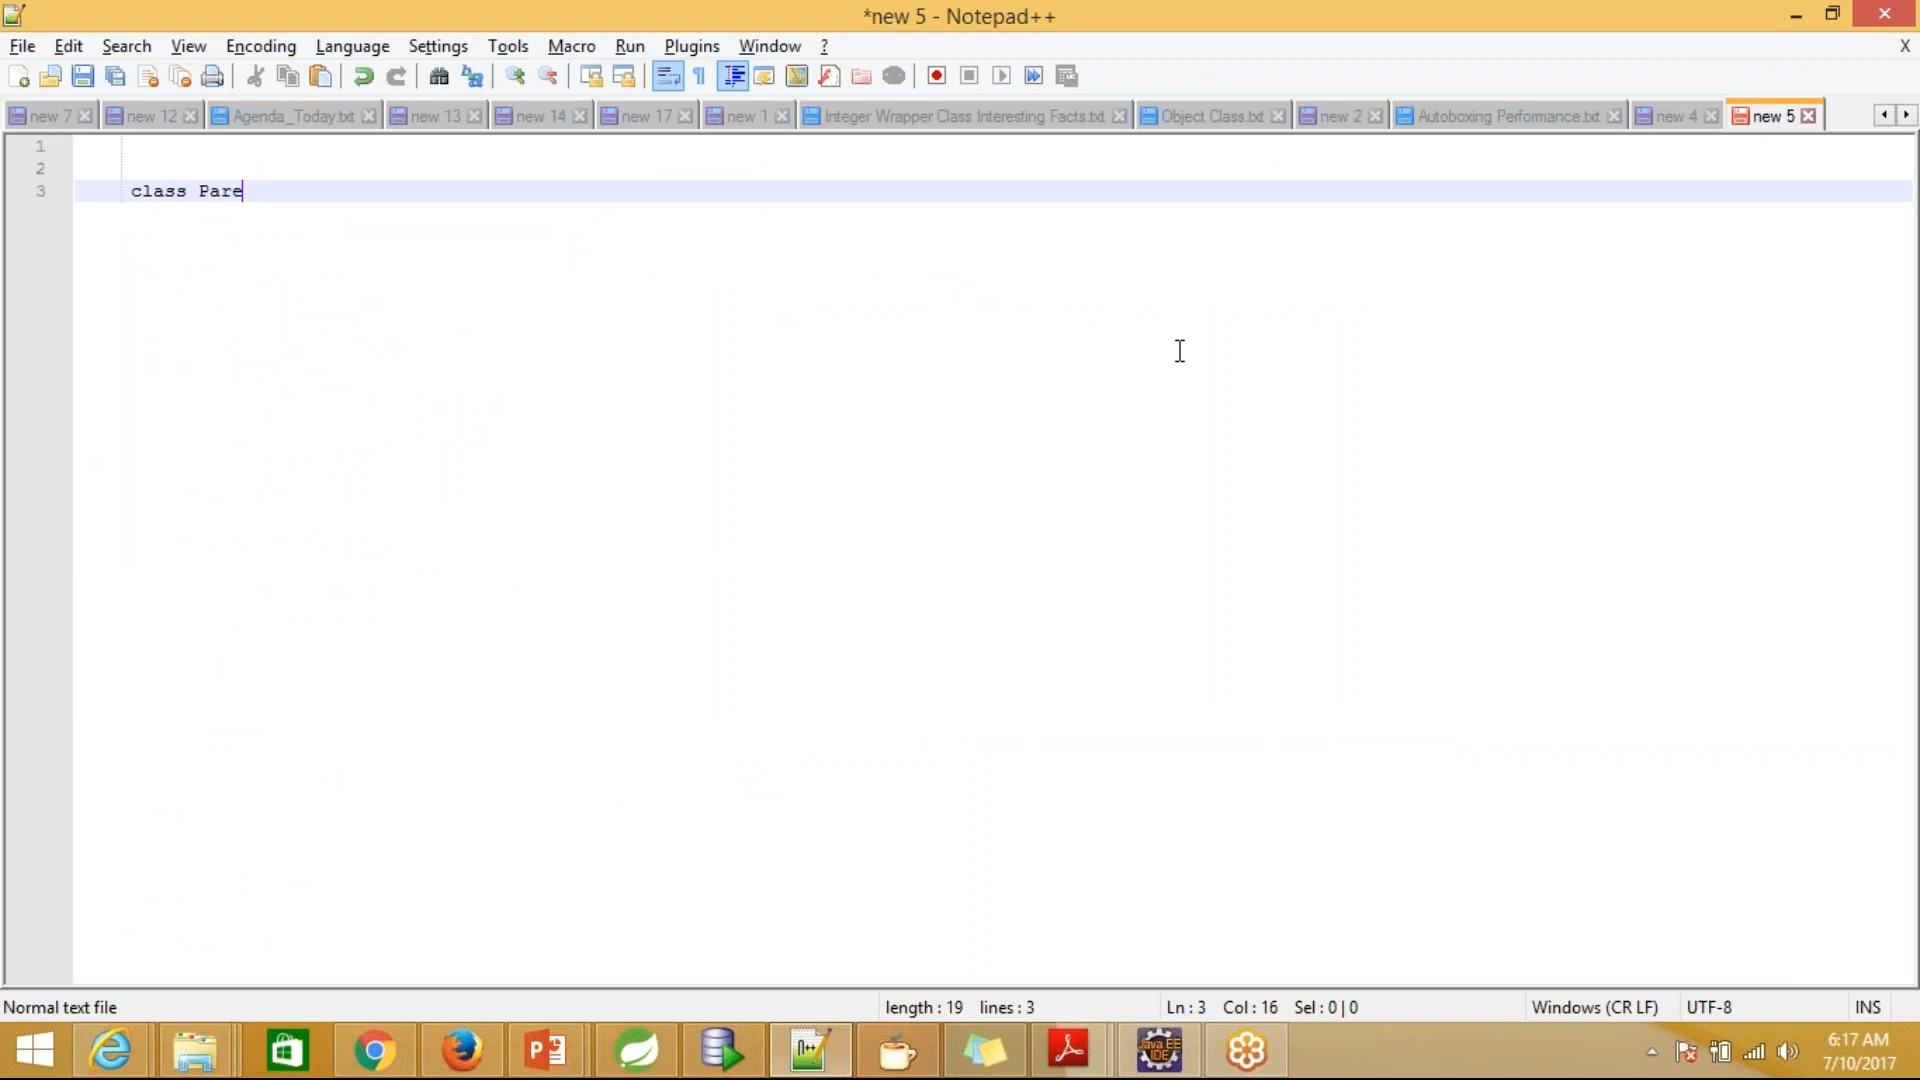 *new 5 - Notepad++
File Edit Search View Encoding Language Settings Tools Macro Run Plugins Window ? X
new 7 new 12 Agenda_Today.txt new 13 new 14 new 17 new 1 Integer Wrapper Class Interesting Facts.txt Object Class.txt new 2 Autoboxing Performance.txt new 4 new 5
1
2
3 class Pare
Normal text file length : 19 lines : 3 Ln : 3 Col : 16 Sel : 0 | 0 Windows (CR LF) UTF-8 INS
6:17 AM
7/10/2017